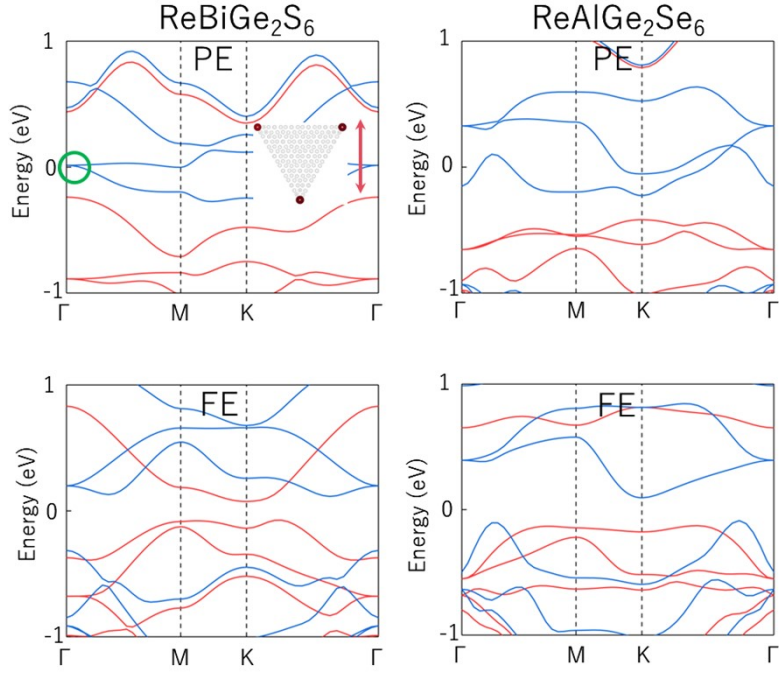 ReBiGe₂S₆
ReAlGe₂Se₆
PE
1
0
-1
Energy (eV)
Γ
M
K
Γ
PE
1
0
-1
Energy (eV)
Γ
M
K
Γ
FE
1
0
-1
Energy (eV)
Γ
M
K
Γ
FE
1
0
-1
Energy (eV)
Γ
M
K
Γ